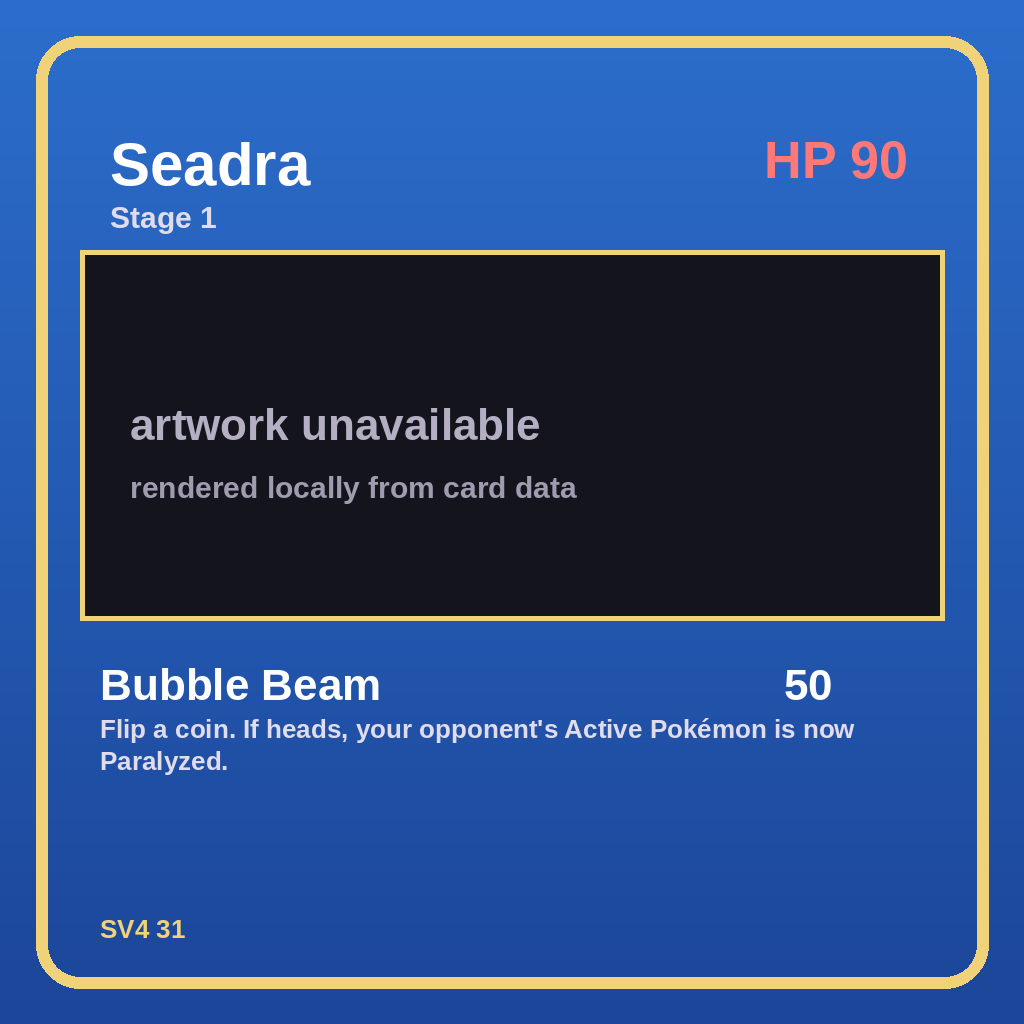 Seadra
HP 90
Stage 1
artwork unavailable
rendered locally from card data
Bubble Beam
50
Flip a coin. If heads, your opponent's Active Pokémon is now
Paralyzed.
SV4 31